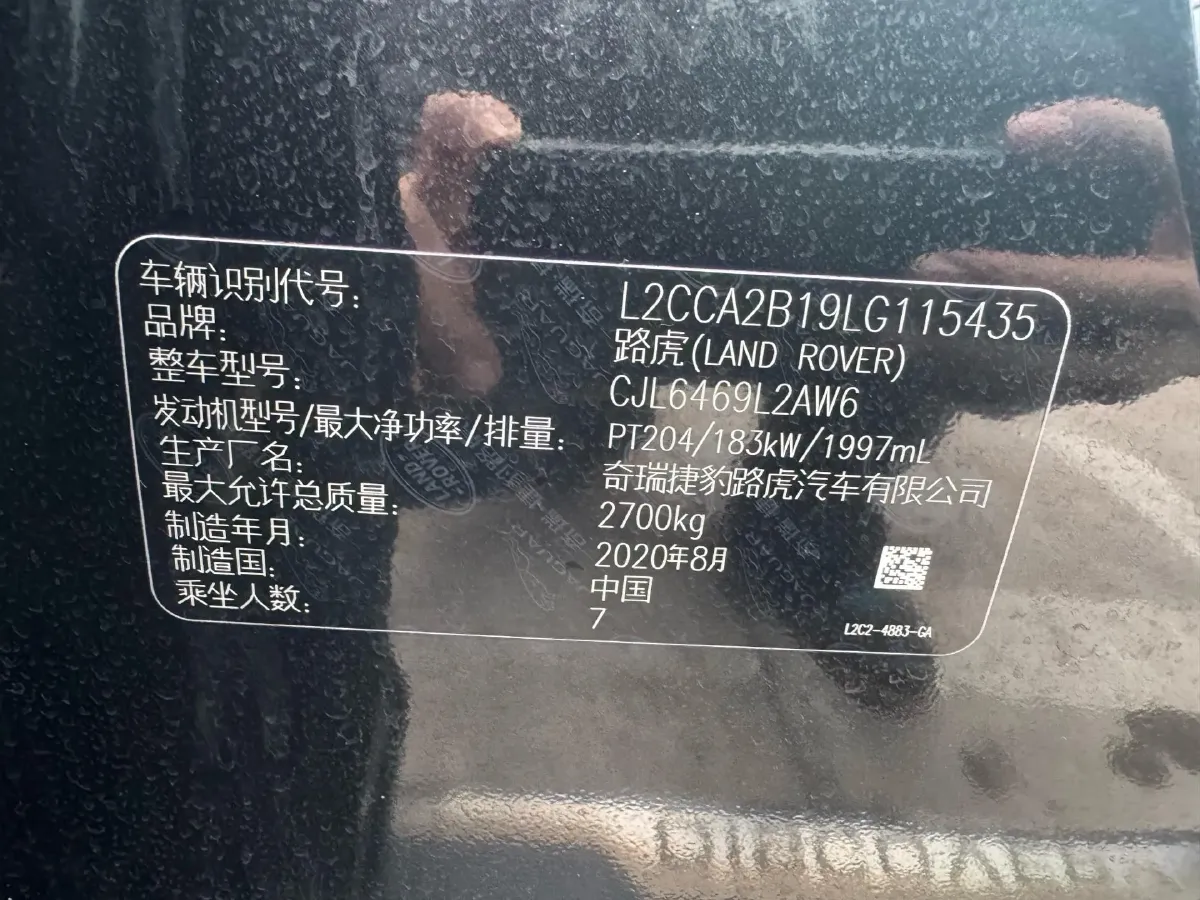 车辆识别代号: L2CCA2B19LG115435
品牌: 路虎(LAND ROVER)
整车型号: CJL6469L2AW6
发动机型号/最大净功率/排量: PT204/183kW/1997mL
生产厂名: 奇瑞捷豹路虎汽车有限公司
最大允许总质量: 2700kg
制造年月: 2020年8月
制造国: 中国
乘坐人数: 7
L2C2-4883-GA
LAND ROVER